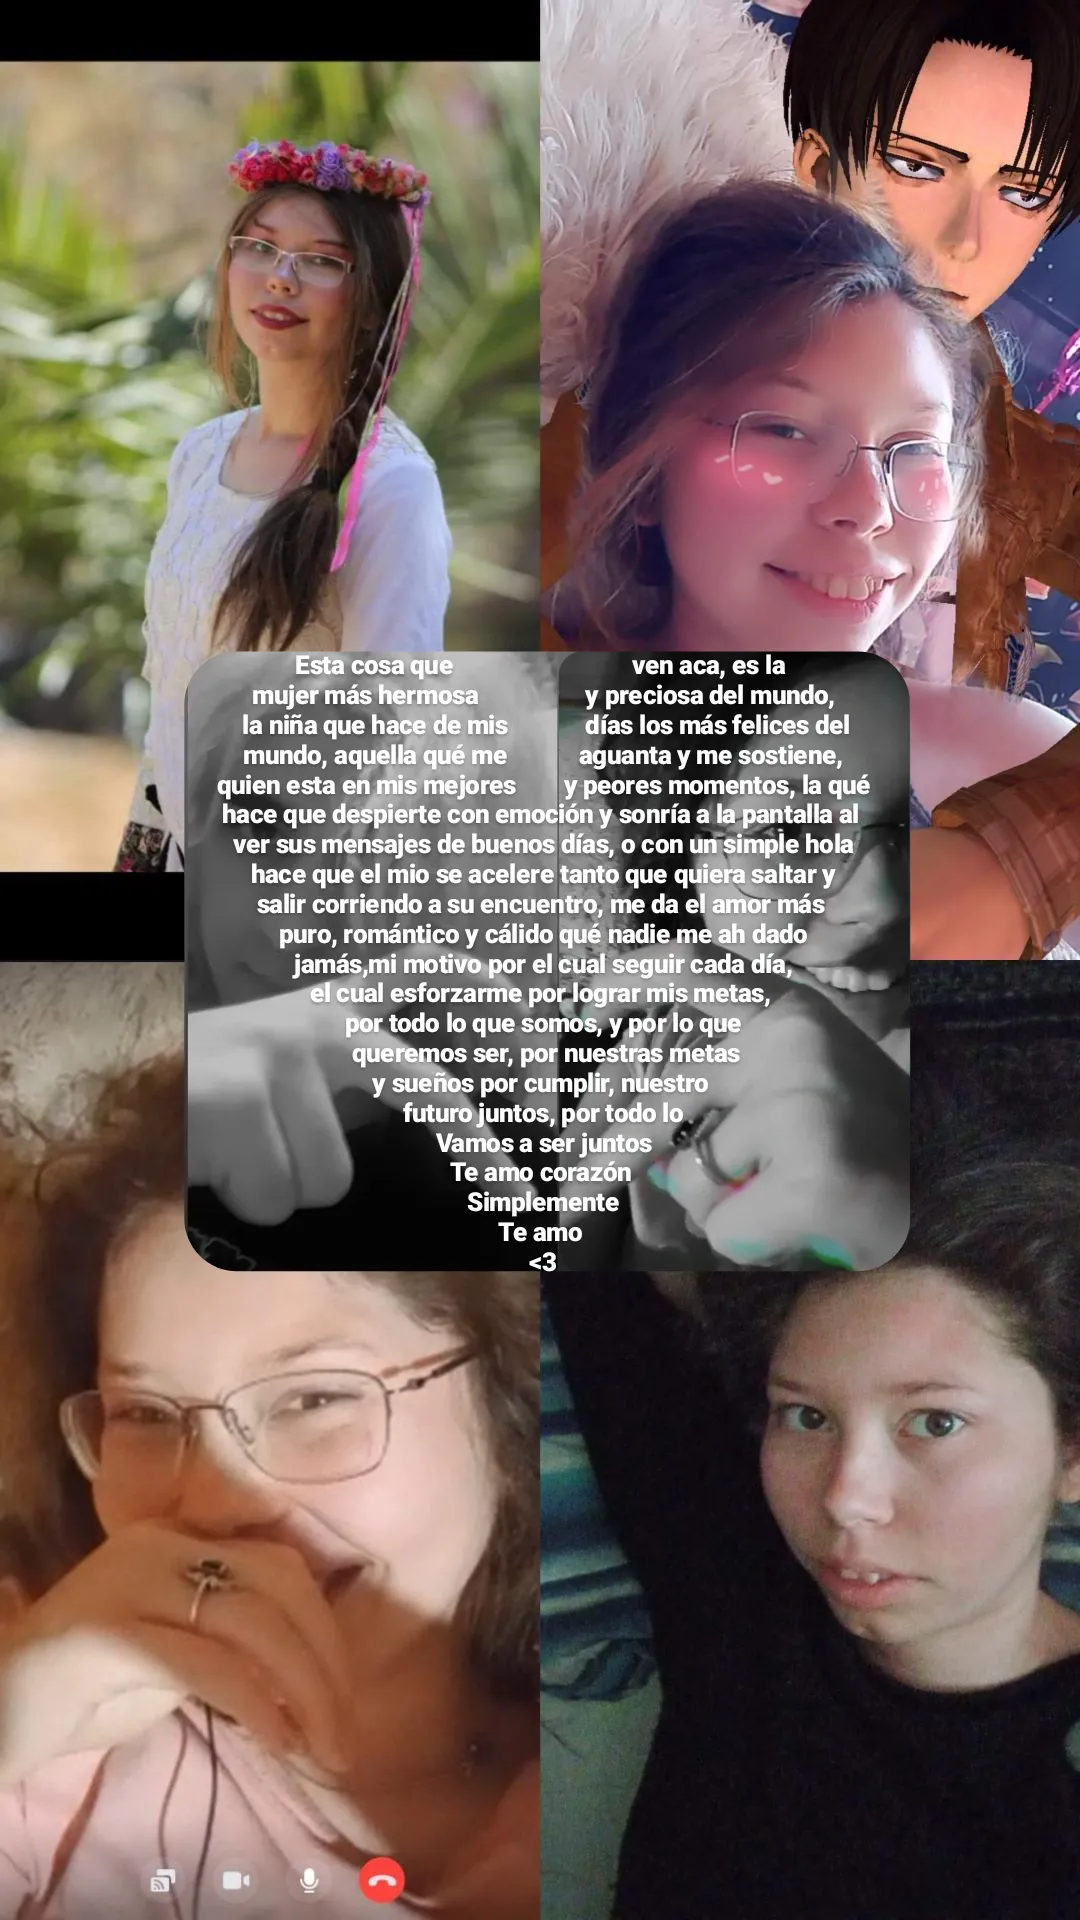 Esta cosa que ven aca, es la
mujer más hermosa y preciosa del mundo,
la niña que hace de mis días los más felices del
mundo, aquella qué me aguanta y me sostiene,
quien esta en mis mejores y peores momentos, la qué
hace que despierte con emoción y sonría a la pantalla al
ver sus mensajes de buenos días, o con un simple hola
hace que el mio se acelere tanto que quiera saltar y
salir corriendo a su encuentro, me da el amor más
puro, romántico y cálido qué nadie me ah dado
jamás,mi motivo por el cual seguir cada día,
el cual esforzarme por lograr mis metas,
por todo lo que somos, y por lo que
queremos ser, por nuestras metas
y sueños por cumplir, nuestro
futuro juntos, por todo lo
Vamos a ser juntos
Te amo corazón
Simplemente
Te amo
<3